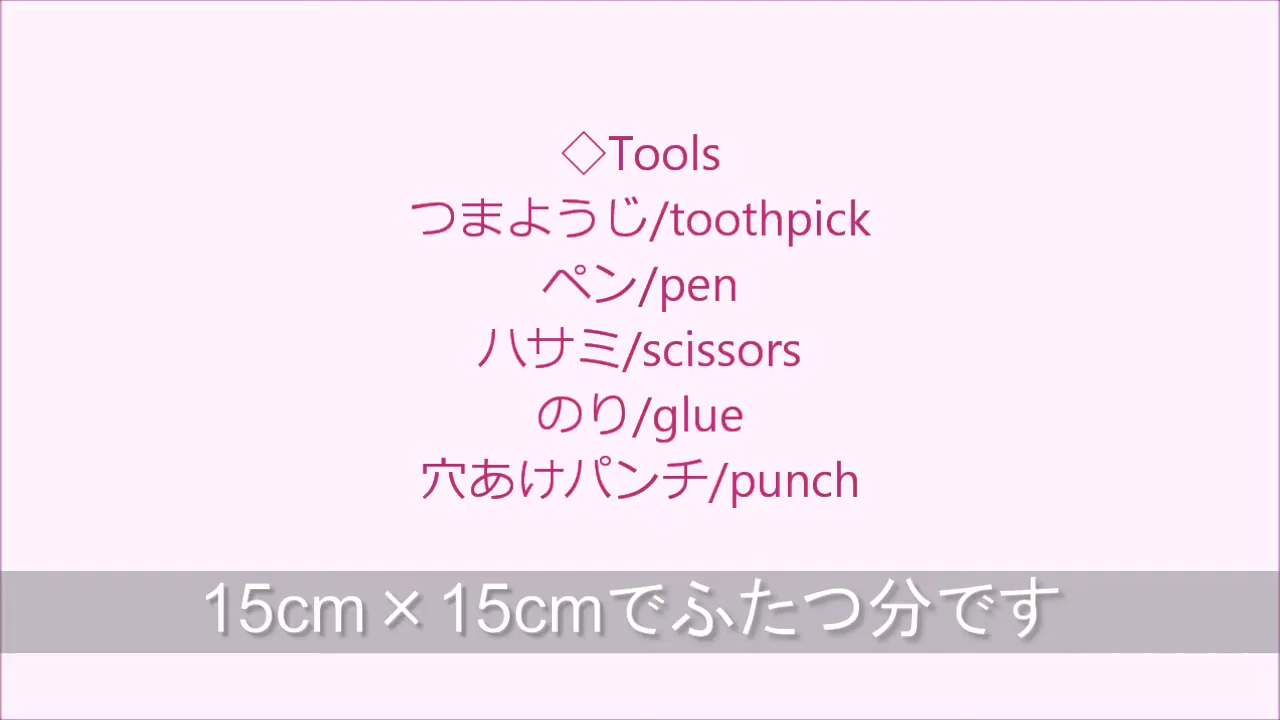 ◇Tools
つまようじ/toothpick
ペン/pen
ハサミ/scissors
のり/glue
穴あけパンチ/punch
15cm×15cmでふたつ分です